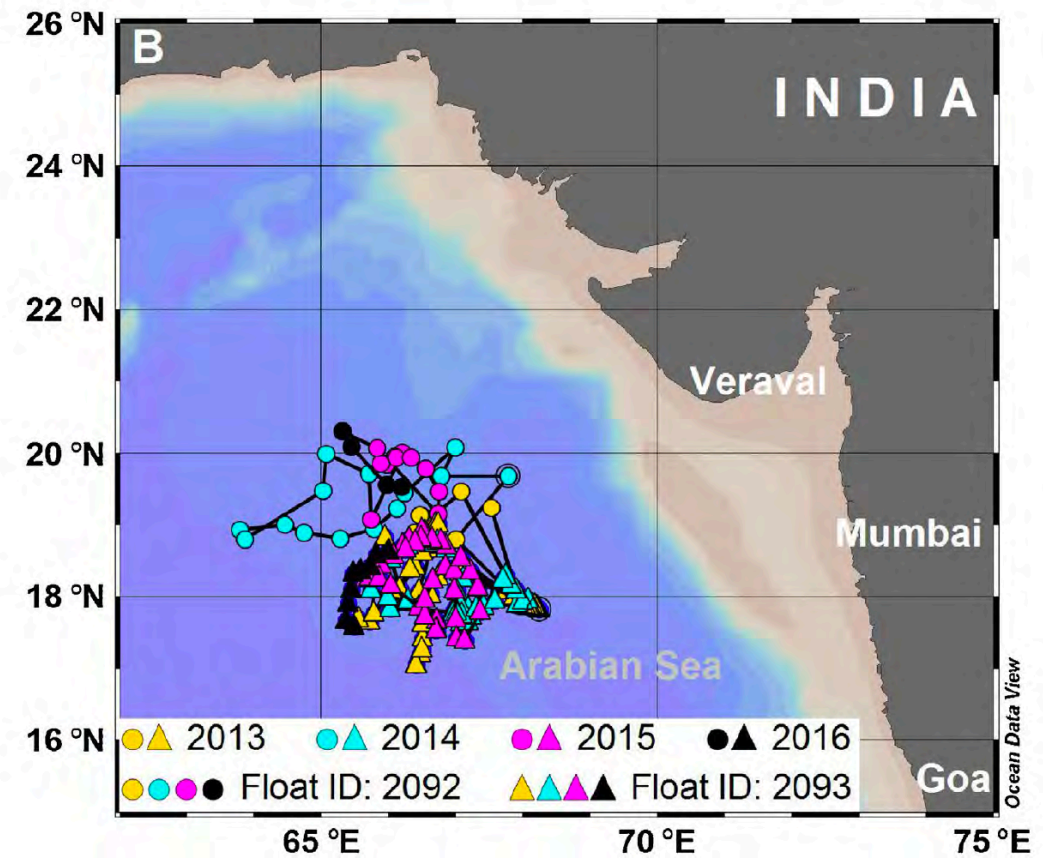 26 °N
B
I N D I A
24 °N
22 °N
Veraval
20 °N
Mumbai
18 °N
Arabian Sea
16 °N
2013 2014 2015 2016
Float ID: 2092 Float ID: 2093
Goa
Ocean Data View
65 °E 70 °E 75 °E